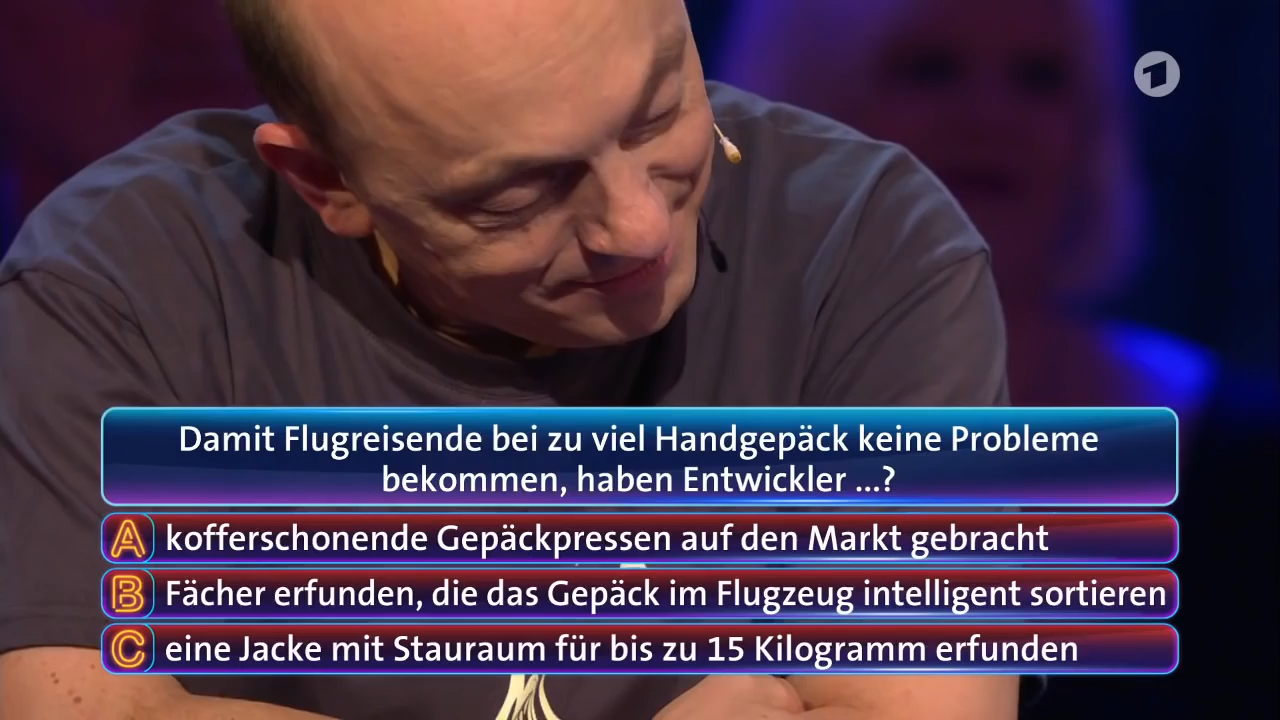 1
Damit Flugreisende bei zu viel Handgepäck keine Probleme
bekommen, haben Entwickler ...?
A kofferschonende Gepäckpressen auf den Markt gebracht
B Fächer erfunden, die das Gepäck im Flugzeug intelligent sortieren
C eine Jacke mit Stauraum für bis zu 15 Kilogramm erfunden